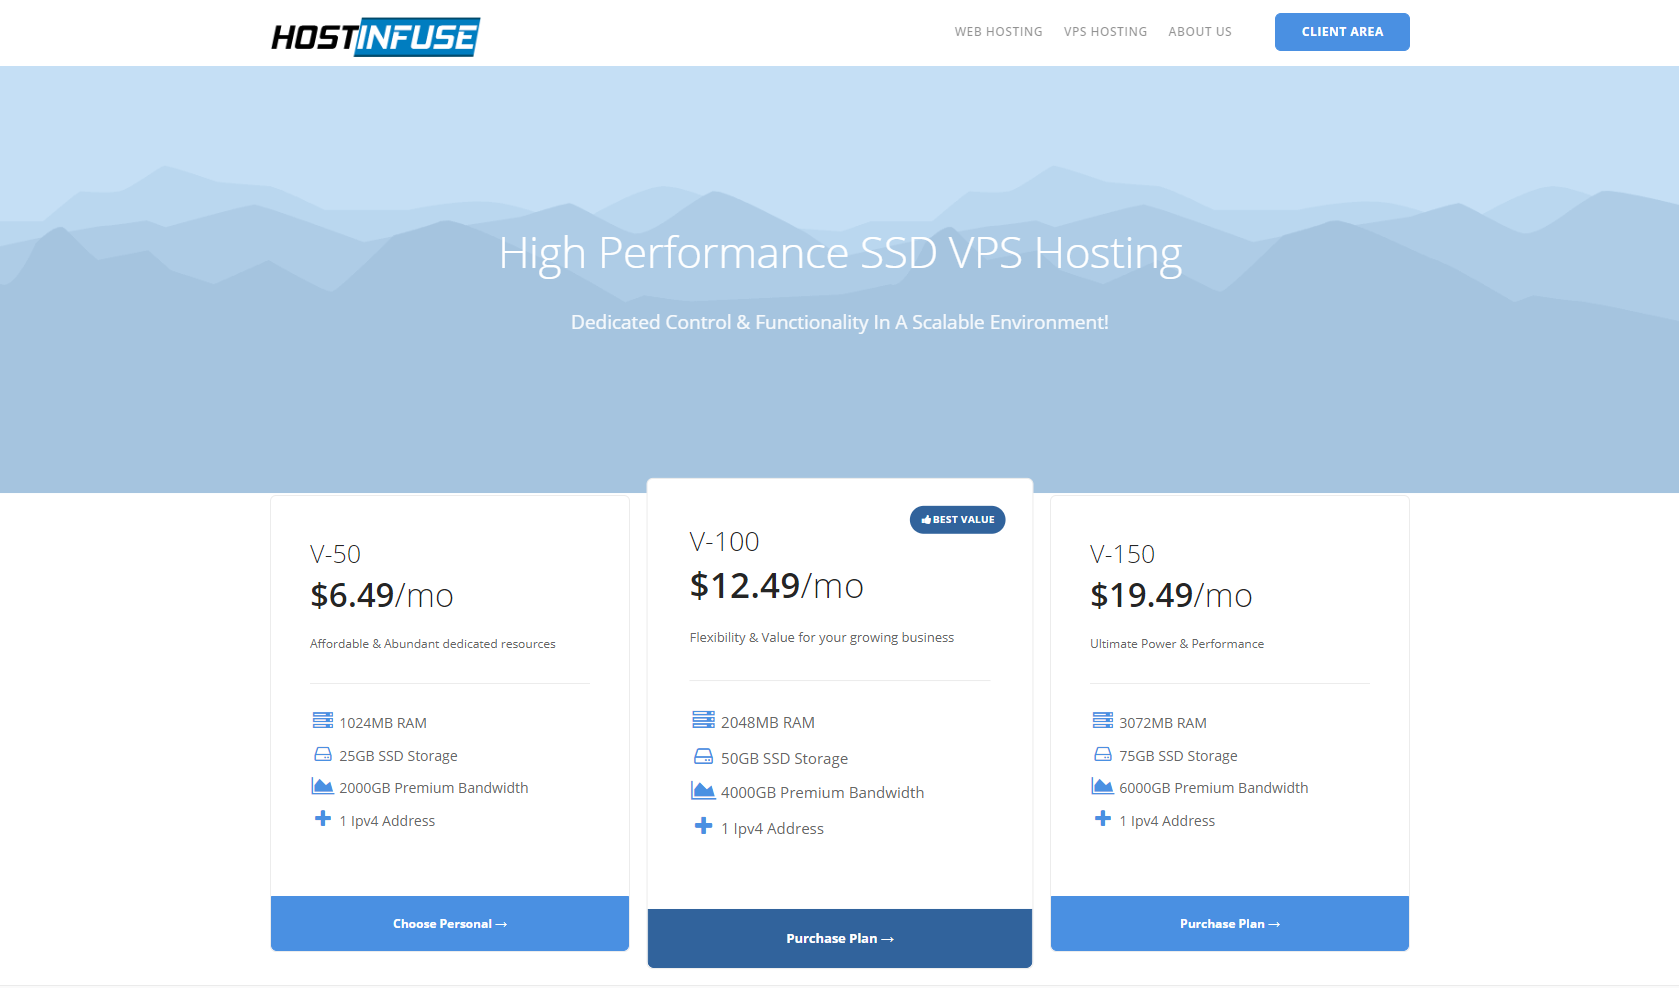 HOSTINFUSE
WEB HOSTING
VPS HOSTING
ABOUT US
CLIENT AREA
High Performance SSD VPS Hosting
Dedicated Control & Functionality In A Scalable Environment!
V-50
$6.49/mo
Affordable & Abundant dedicated resources
1024MB RAM
25GB SSD Storage
2000GB Premium Bandwidth
1 Ipv4 Address
Choose Personal →
BEST VALUE
V-100
$12.49/mo
Flexibility & Value for your growing business
2048MB RAM
50GB SSD Storage
4000GB Premium Bandwidth
1 Ipv4 Address
Purchase Plan →
V-150
$19.49/mo
Ultimate Power & Performance
3072MB RAM
75GB SSD Storage
6000GB Premium Bandwidth
1 Ipv4 Address
Purchase Plan →